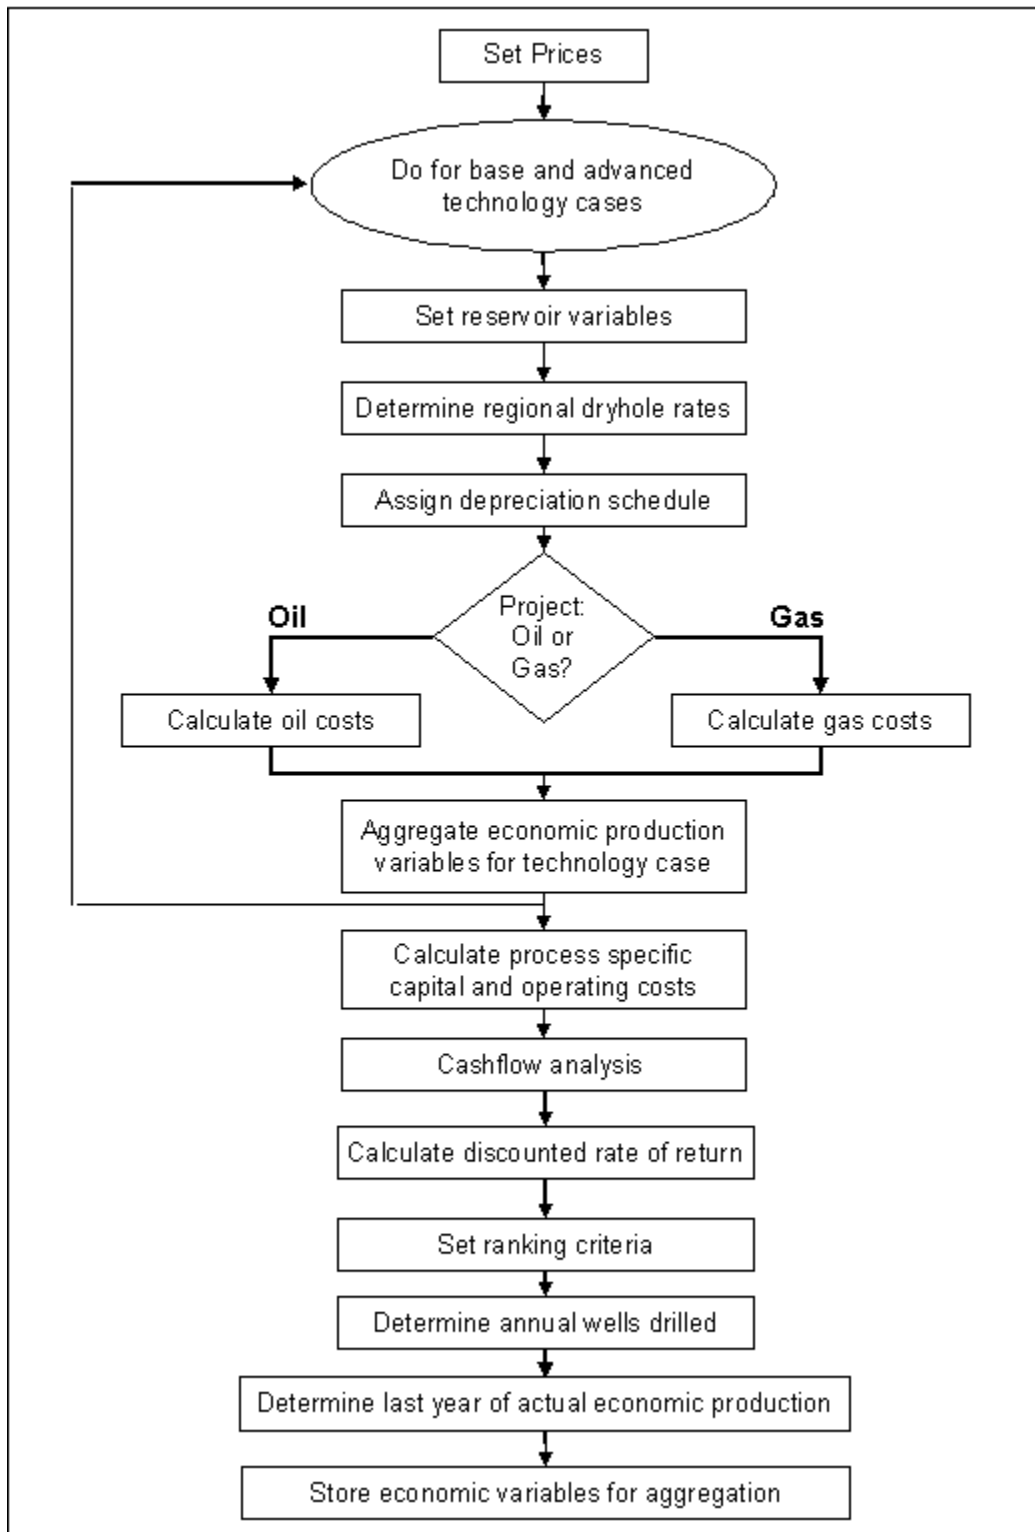 Set Prices
Do for base and advanced
technology cases
Set reservoir variables
Determine regional dryhole rates
Assign depreciation schedule
Project:
Oil or
Gas?
Oil
Gas
Calculate oil costs
Calculate gas costs
Aggregate economic production
variables for technology case
Calculate process specific
capital and operating costs
Cashflow analysis
Calculate discounted rate of return
Set ranking criteria
Determine annual wells drilled
Determine last year of actual economic production
Store economic variables for aggregation